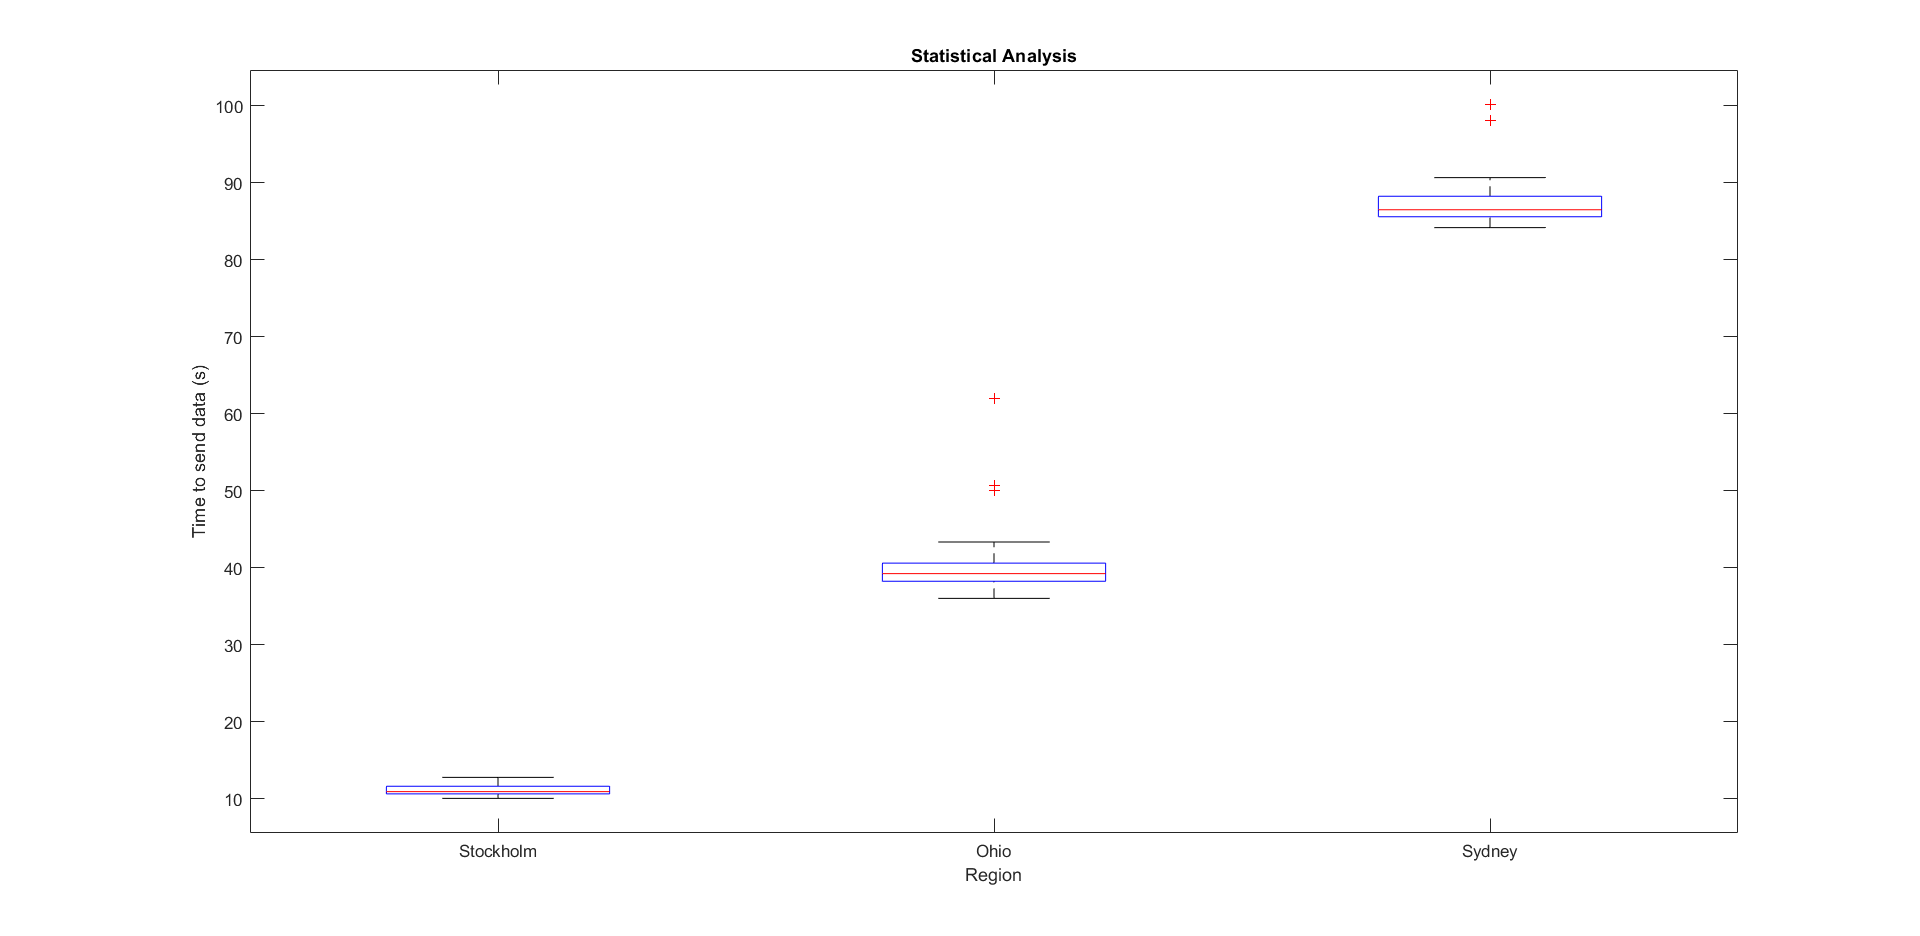 Statistical Analysis
100
90
80
70
60
50
40
30
20
10
Time to send data (s)
Stockholm Ohio Sydney
Region